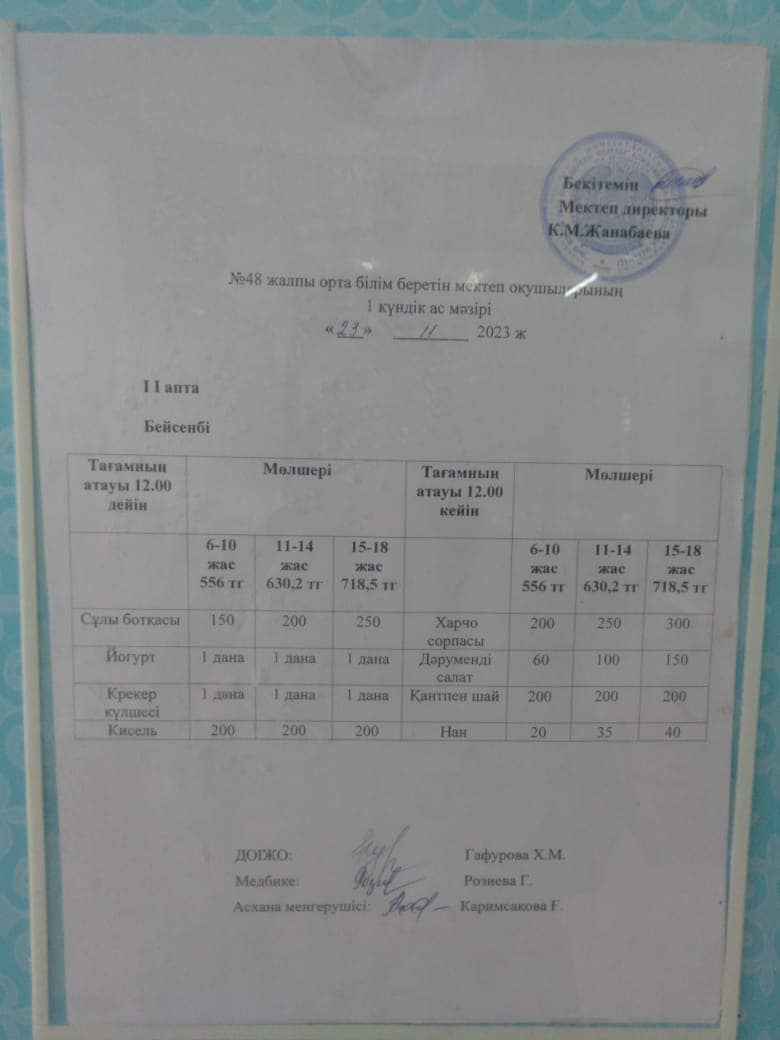 Бекітемін
Мектеп директоры
К.М.Жанабаева
№48 жалпы орта білім беретін мектеп оқушыларының
1 күндік ас мәзірі
«23» 11 2023 ж
I I апта
Бейсенбі
Тағамның атауы 12.00 дейін Мөлшері Тағамның атауы 12.00 кейін Мөлшері
6-10 жас 556 тг 11-14 жас 630,2 тг 15-18 жас 718,5 тг 6-10 жас 556 тг 11-14 жас 630,2 тг 15-18 жас 718,5 тг
Сұлы ботқасы 150 200 250 Харчо сорпасы 200 250 300
Йогурт 1 дана 1 дана 1 дана Дәруменді салат 60 100 150
Крекер күлшесі 1 дана 1 дана 1 дана Қантпен шай 200 200 200
Кисель 200 200 200 Нан 20 35 40
ДОІЖО: Гафурова Х.М.
Медбике: Розиева Г.
Асхана меңгерушісі: Каримсакова Ғ.